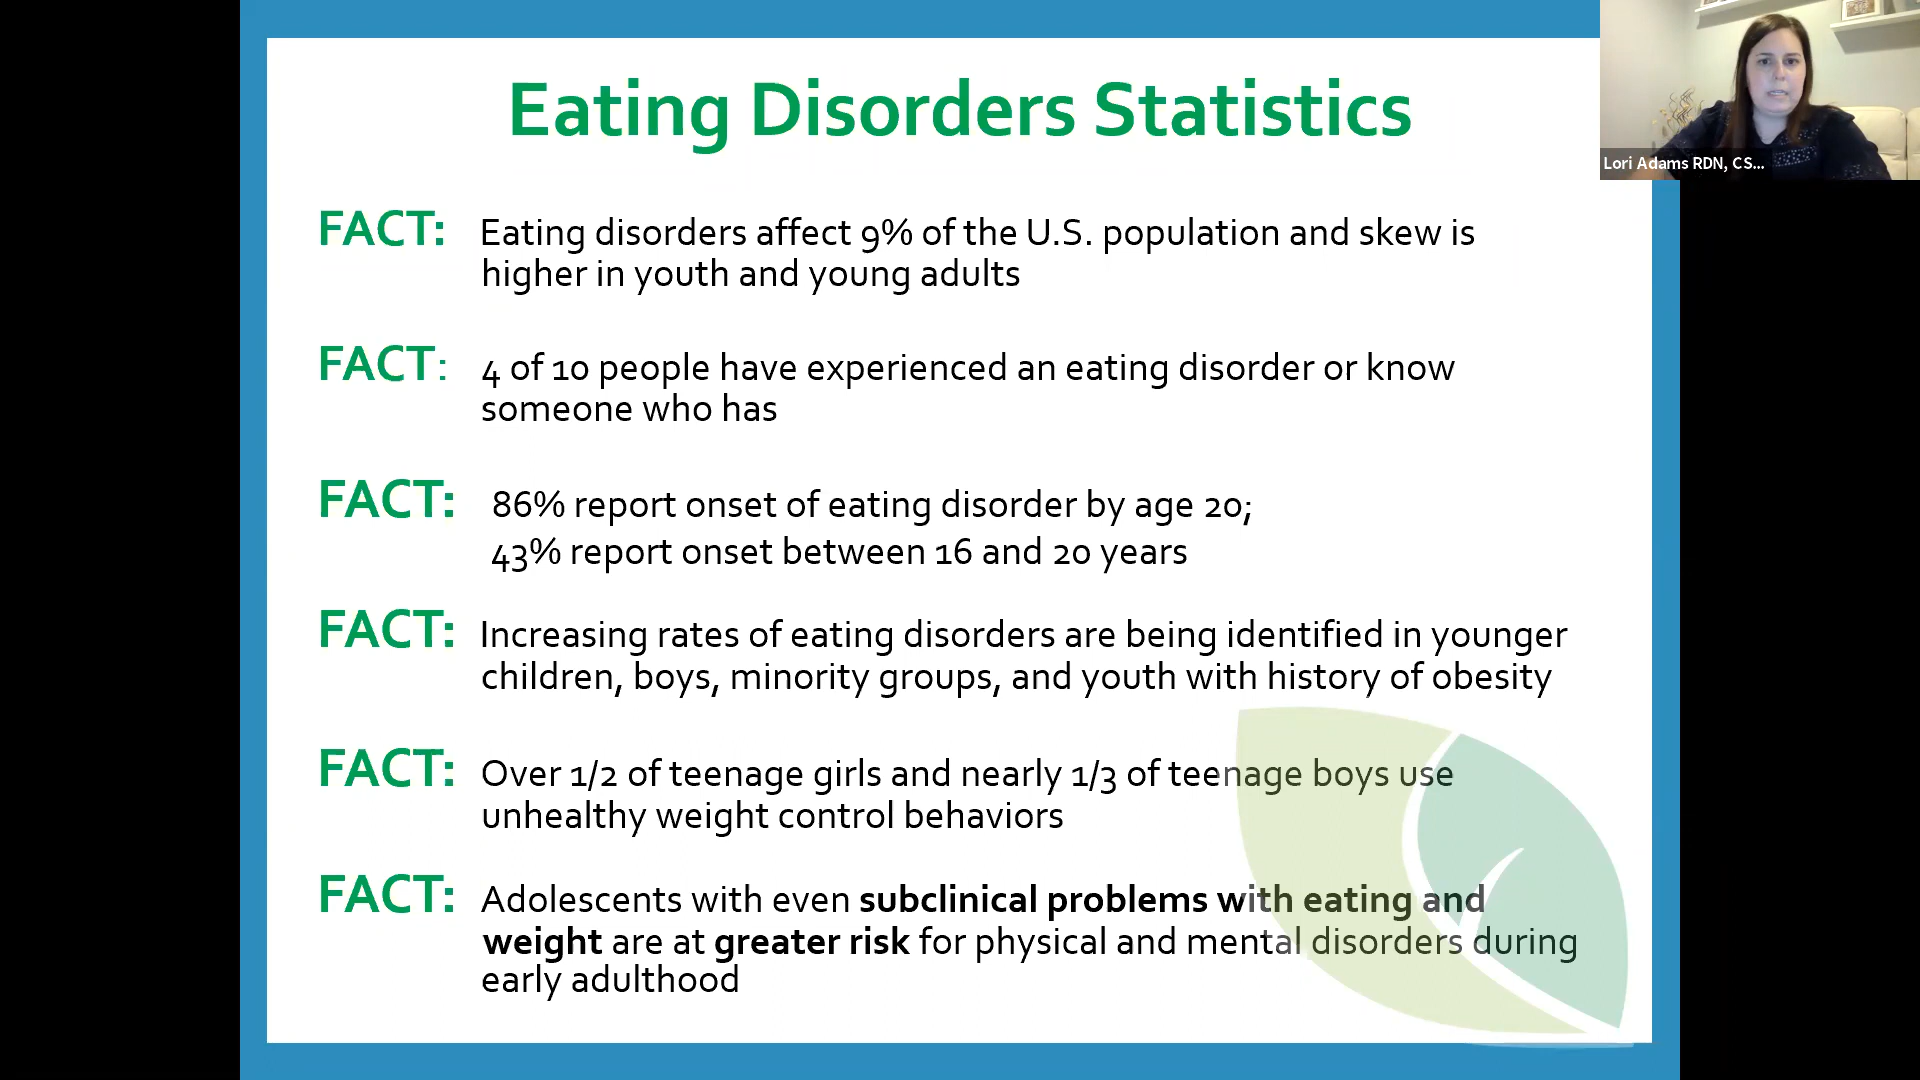 Eating Disorders Statistics
Lori Adams RDN, CS...
FACT: Eating disorders affect 9% of the U.S. population and skew is
higher in youth and young adults
FACT: 4 of 10 people have experienced an eating disorder or know
someone who has
FACT: 86% report onset of eating disorder by age 20;
43% report onset between 16 and 20 years
FACT: Increasing rates of eating disorders are being identified in younger
children, boys, minority groups, and youth with history of obesity
FACT: Over 1/2 of teenage girls and nearly 1/3 of teenage boys use
unhealthy weight control behaviors
FACT: Adolescents with even subclinical problems with eating and
weight are at greater risk for physical and mental disorders during
early adulthood